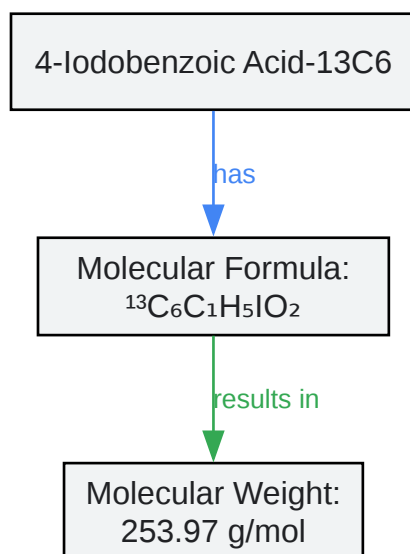 4-Iodobenzoic Acid-13C6
has
Molecular Formula:
¹³C₆C₁H₅IO₂
results in
Molecular Weight:
253.97 g/mol